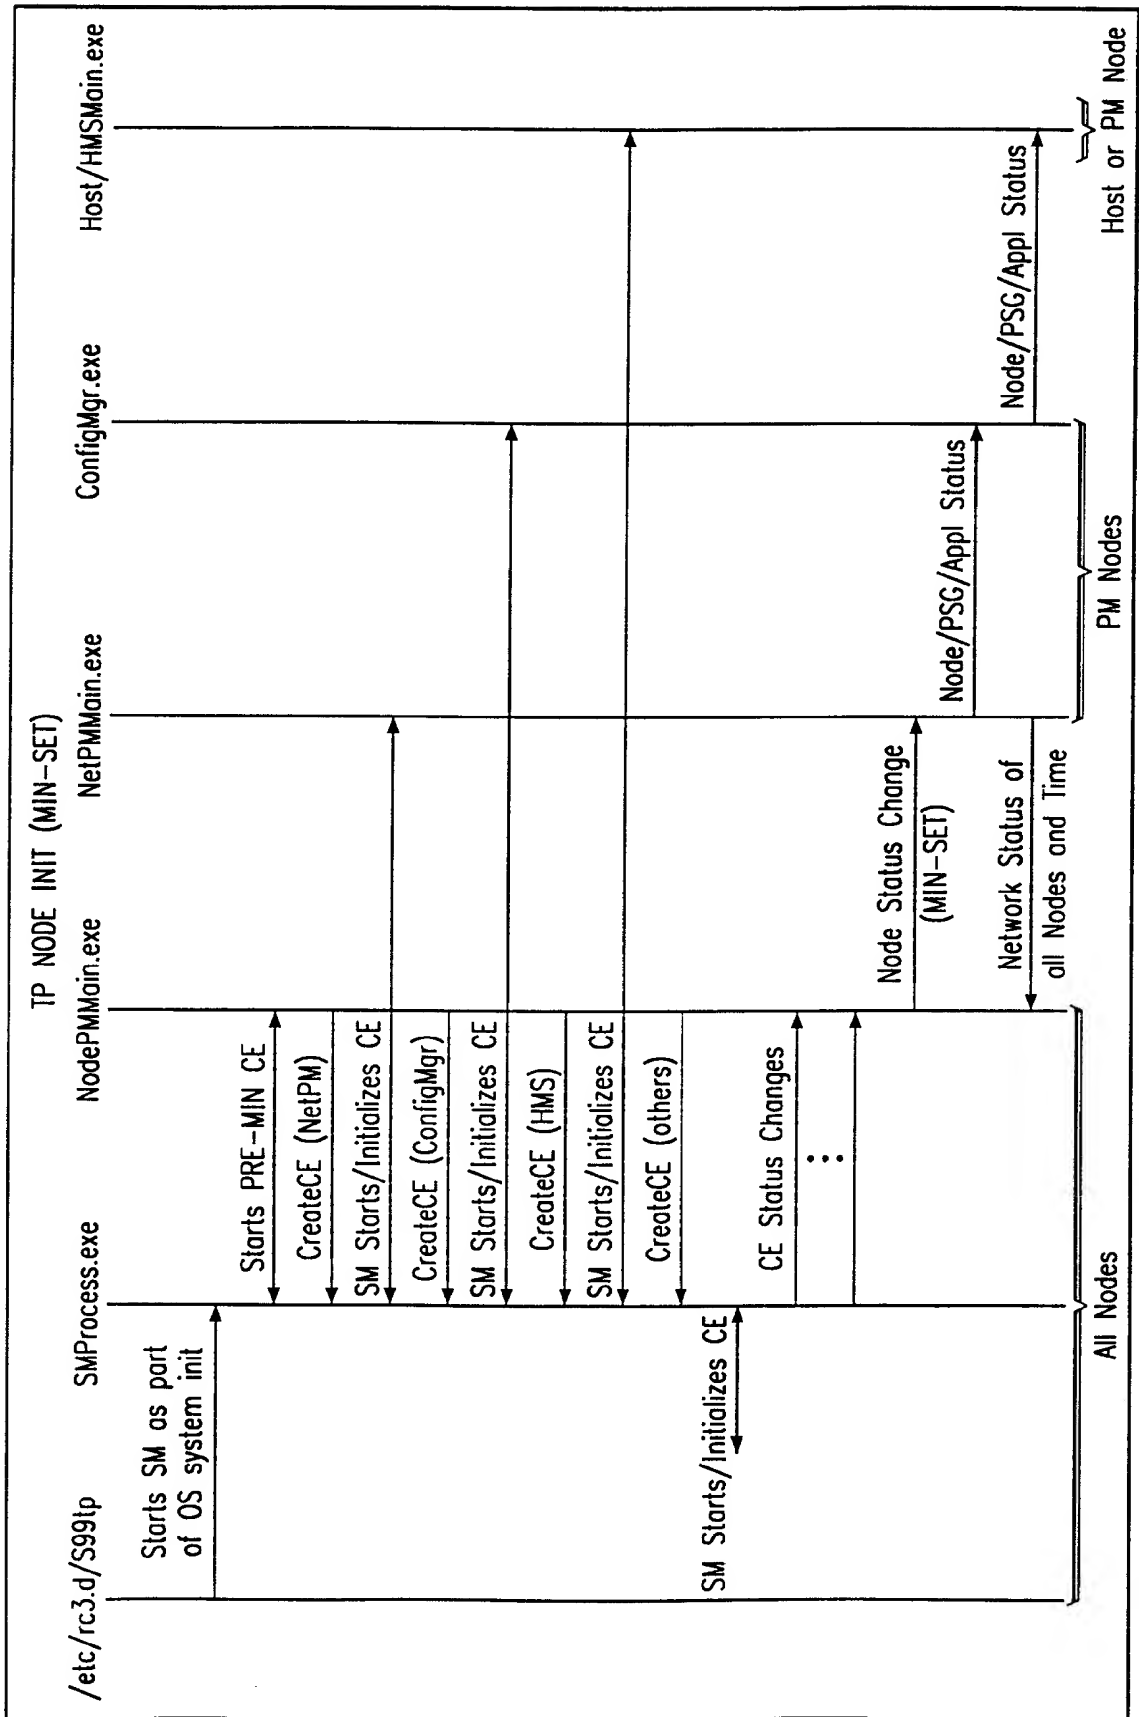 TP NODE INIT (MIN-SET)
/etc/rc3.d/S99tp
SMProcess.exe
NodePMMain.exe
NetPMMain.exe
ConfigMgr.exe
Host/HMSMain.exe
Starts SM as part
of OS system init
Starts PRE-MIN CE
CreateCE (NetPM)
SM Starts/Initializes CE
CreateCE (ConfigMgr)
SM Starts/Initializes CE
CreateCE (HMS)
SM Starts/Initializes CE
CreateCE (others)
SM Starts/Initializes CE
CE Status Changes
...
Node Status Change
(MIN-SET)
Node/PSG/Appl Status
Network Status of
all Nodes and Time
Node/PSG/Appl Status
All Nodes
PM Nodes
Host or PM Node